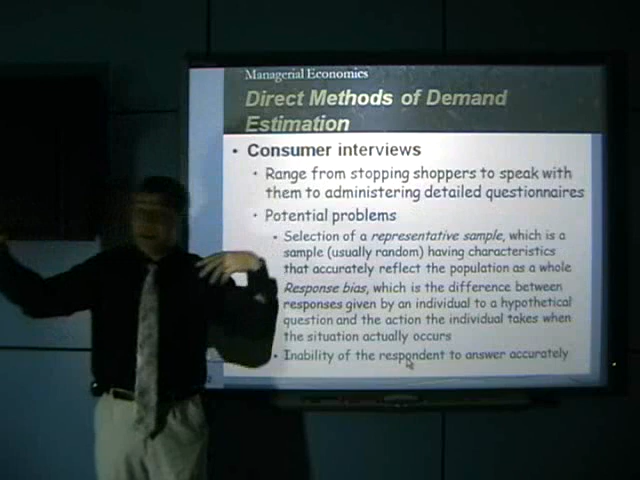 Managerial Economics
Direct Methods of Demand
Estimation
• Consumer interviews
• Range from stopping shoppers to speak with
them to administering detailed questionnaires
• Potential problems
• Selection of a representative sample, which is a
sample (usually random) having characteristics
that accurately reflect the population as a whole
Response bias, which is the difference between
responses given by an individual to a hypothetical
question and the action the individual takes when
the situation actually occurs
• Inability of the respondent to answer accurately